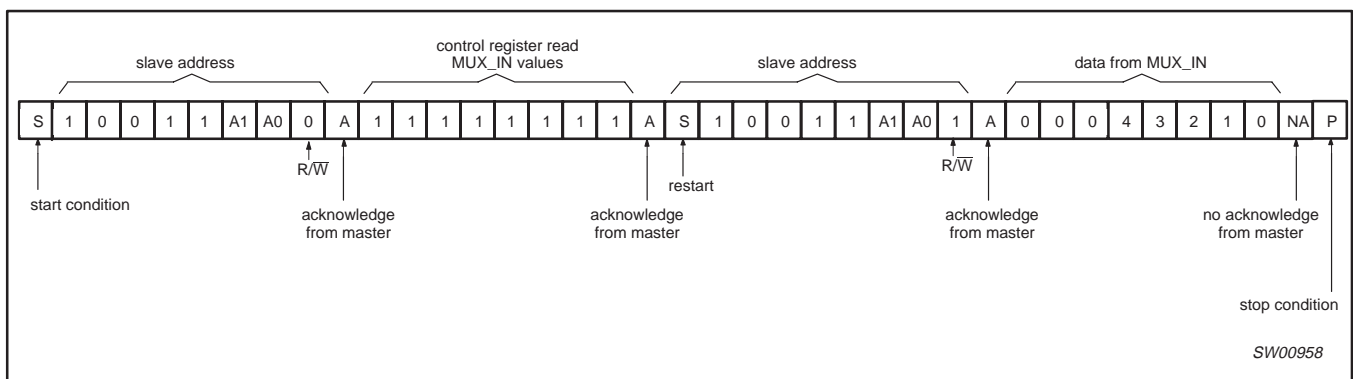 control register read
MUX_IN values
slave address
slave address
data from MUX_IN
S 1 0 0 1 1 A1 A0 0 A 1 1 1 1 1 1 1 1 A S 1 0 0 1 1 A1 A0 1 A 0 0 0 4 3 2 1 0 NA P
R/W̅
R/W̅
restart
start condition
acknowledge
from master
acknowledge
from master
acknowledge
from master
no acknowledge
from master
stop condition
SW00958